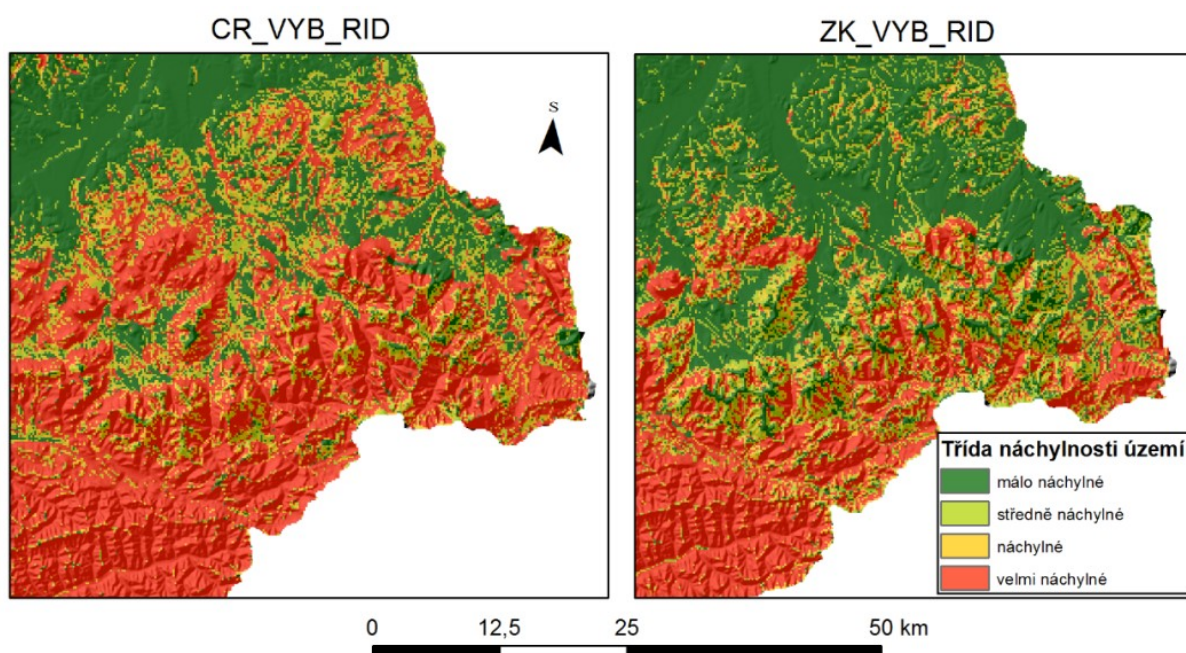 CR_VYB_RID
ZK_VYB_RID
S
Třída náchylnosti území
málo náchylné
středně náchylné
náchylné
velmi náchylné
0 12,5 25 50 km